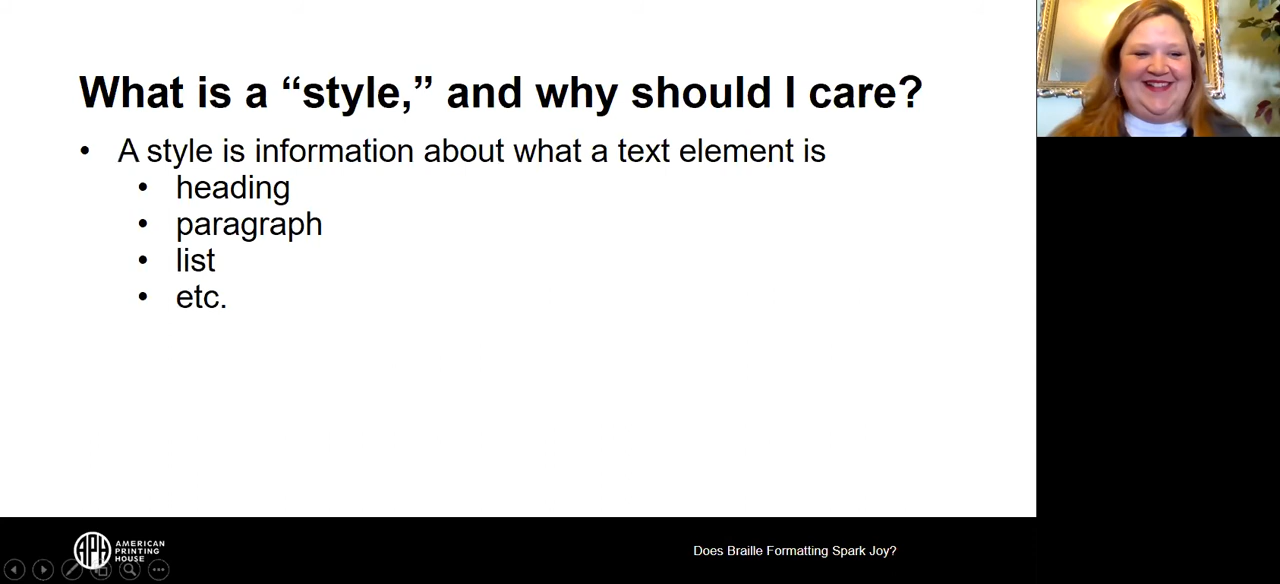 What is a “style,” and why should I care?
• A style is information about what a text element is
• heading
• paragraph
• list
• etc.
APH
AMERICAN
PRINTING
HOUSE
Does Braille Formatting Spark Joy?